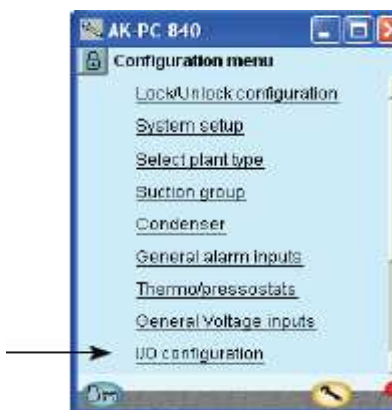 AK-PC 840
Configuration menu
Lock/Unlock configuration
System setup
Select plant type
Suction group
Condenser
General alarm inputs
Thermo/pressostats
General Voltage inputs
I/O configuration